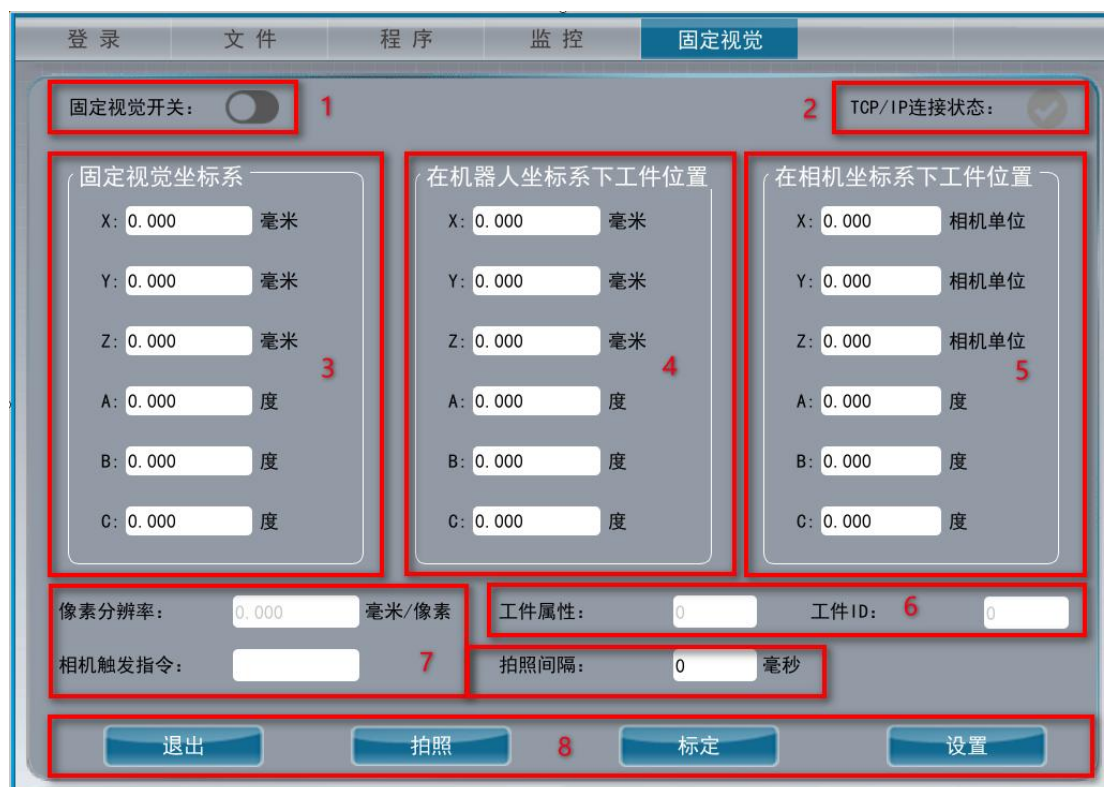 登 录 文 件 程 序 监 控 固定视觉
固定视觉开关： 1 2 TCP/IP连接状态：
固定视觉坐标系 在机器人坐标系下工件位置 在相机坐标系下工件位置
X: 0.000 毫米 X: 0.000 毫米 X: 0.000 相机单位
Y: 0.000 毫米 Y: 0.000 毫米 Y: 0.000 相机单位
Z: 0.000 毫米 Z: 0.000 毫米 Z: 0.000 相机单位
3 4 5
A: 0.000 度 A: 0.000 度 A: 0.000 度
B: 0.000 度 B: 0.000 度 B: 0.000 度
C: 0.000 度 C: 0.000 度 C: 0.000 度
像素分辨率： 0.000 毫米/像素 工件属性： 0 工件ID： 6 0
相机触发指令： 7 拍照间隔： 0 毫秒
退出 拍照 8 标定 设置